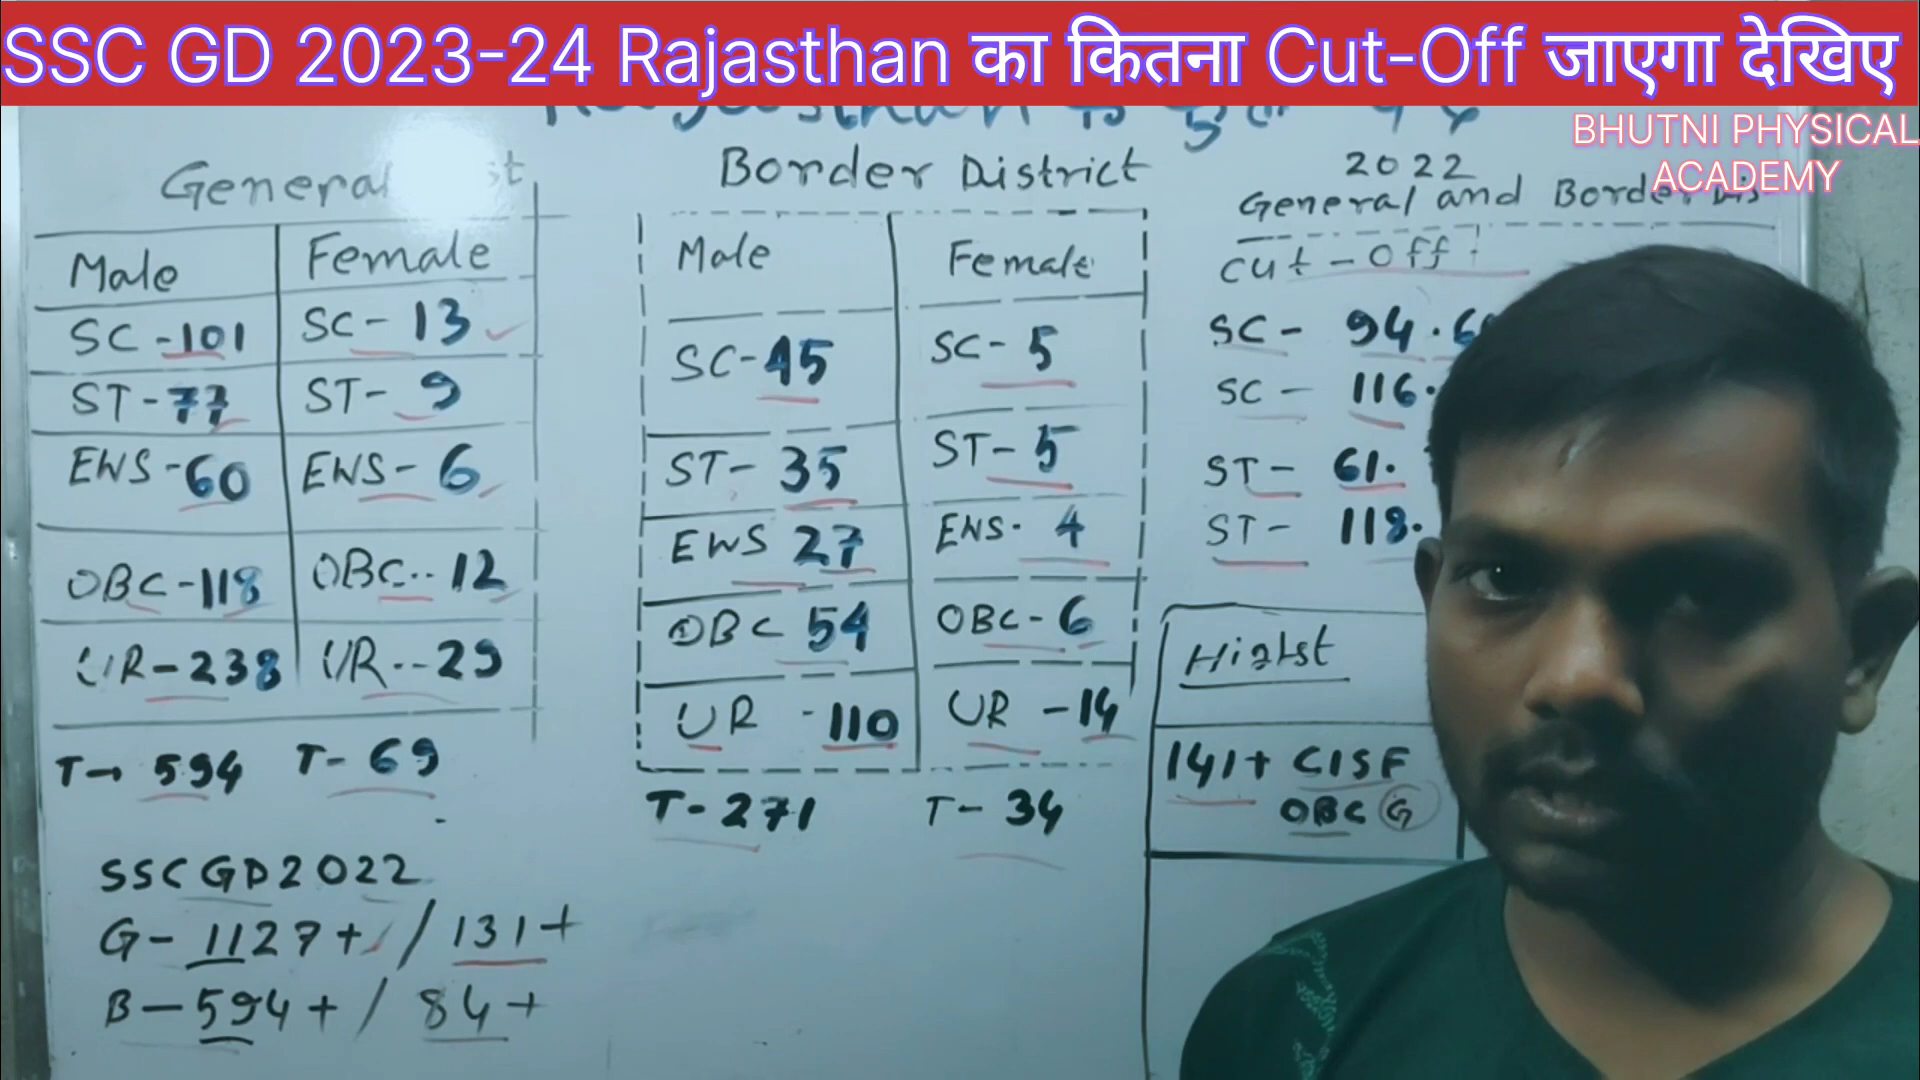 SSC GD 2023-24 Rajasthan का कितना Cut-Off जाएगा देखिए
BHUTNI PHYSICAL
ACADEMY
General
Male Female
SC -101 SC- 13
ST-77 ST- 9
EWS -60 EWS- 6
OBC -118 OBC-- 12
UR-238 UR--29
T→ 594 T- 69
SSC GD 2022
G- 1127+ / 131+
B-594+ / 84+
Border District
Male Female
SC-45 SC- 5
ST- 35 ST- 5
EWS 27 EWS- 4
OBC 54 OBC- 6
UR -110 UR -14
T-271 T- 34
2022
General and Border
Cut-off
SC- 94.
SC- 116.
ST- 61.
ST- 118.
Highst
141+ CISF
OBC G